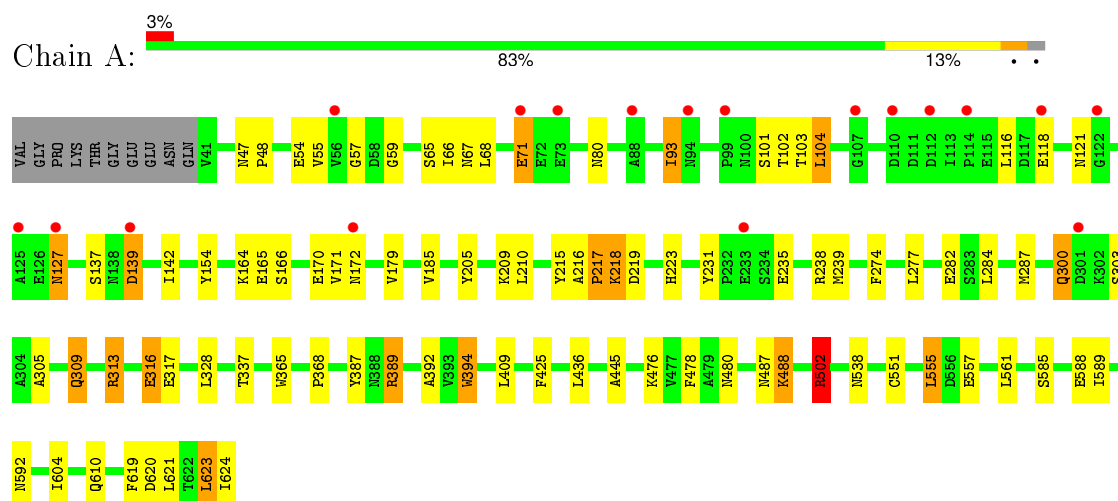 3%
Chain A:
83% 13% • •
VAL GLY PRO LYS THR GLY GLU GLU ASN GLN V41 N47 P48 E54 V55 V56 G57 D58 G59 S65 I66 N67 L68 E71 E72 E73 N80 A88 I93 N94 P99 N100 S101 T102 T103 L104 G107 D110 D111 D112 I113 P114 E115 L116 D117 E118 N121 G122
A125 E126 N127 S137 N138 D139 I142 Y154 K164 E165 S166 E170 V171 N172 V179 V185 Y205 K209 L210 Y215 A216 P217 K218 D219 H223 Y231 P232 E233 S234 E235 R238 M239 F274 L277 E282 S283 L284 M287 Q300 D301 K302 S303
A304 A305 Q309 R313 E316 E317 L328 T337 W365 P368 Y387 N388 R389 A392 V393 W394 L409 F425 L436 A445 K476 V477 F478 A479 N480 N487 K488 R502 N538 C551 L555 D556 E557 L561 S585 E588 I589
N592 I604 Q610 F619 D620 L621 T622 L623 I624